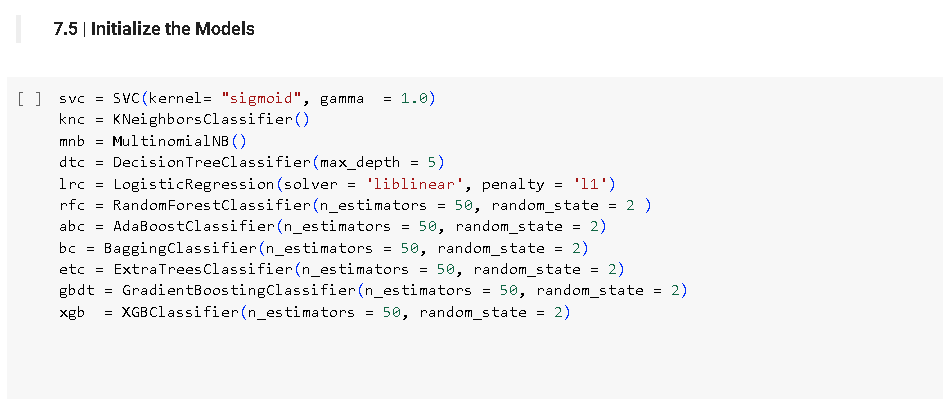 7.5 | Initialize the Models
[ ] svc = SVC(kernel= "sigmoid", gamma  = 1.0)
knc = KNeighborsClassifier()
mnb = MultinomialNB()
dtc = DecisionTreeClassifier(max_depth = 5)
lrc = LogisticRegression(solver = 'liblinear', penalty = 'l1')
rfc = RandomForestClassifier(n_estimators = 50, random_state = 2 )
abc = AdaBoostClassifier(n_estimators = 50, random_state = 2)
bc = BaggingClassifier(n_estimators = 50, random_state = 2)
etc = ExtraTreesClassifier(n_estimators = 50, random_state = 2)
gbdt = GradientBoostingClassifier(n_estimators = 50, random_state = 2)
xgb  = XGBClassifier(n_estimators = 50, random_state = 2)